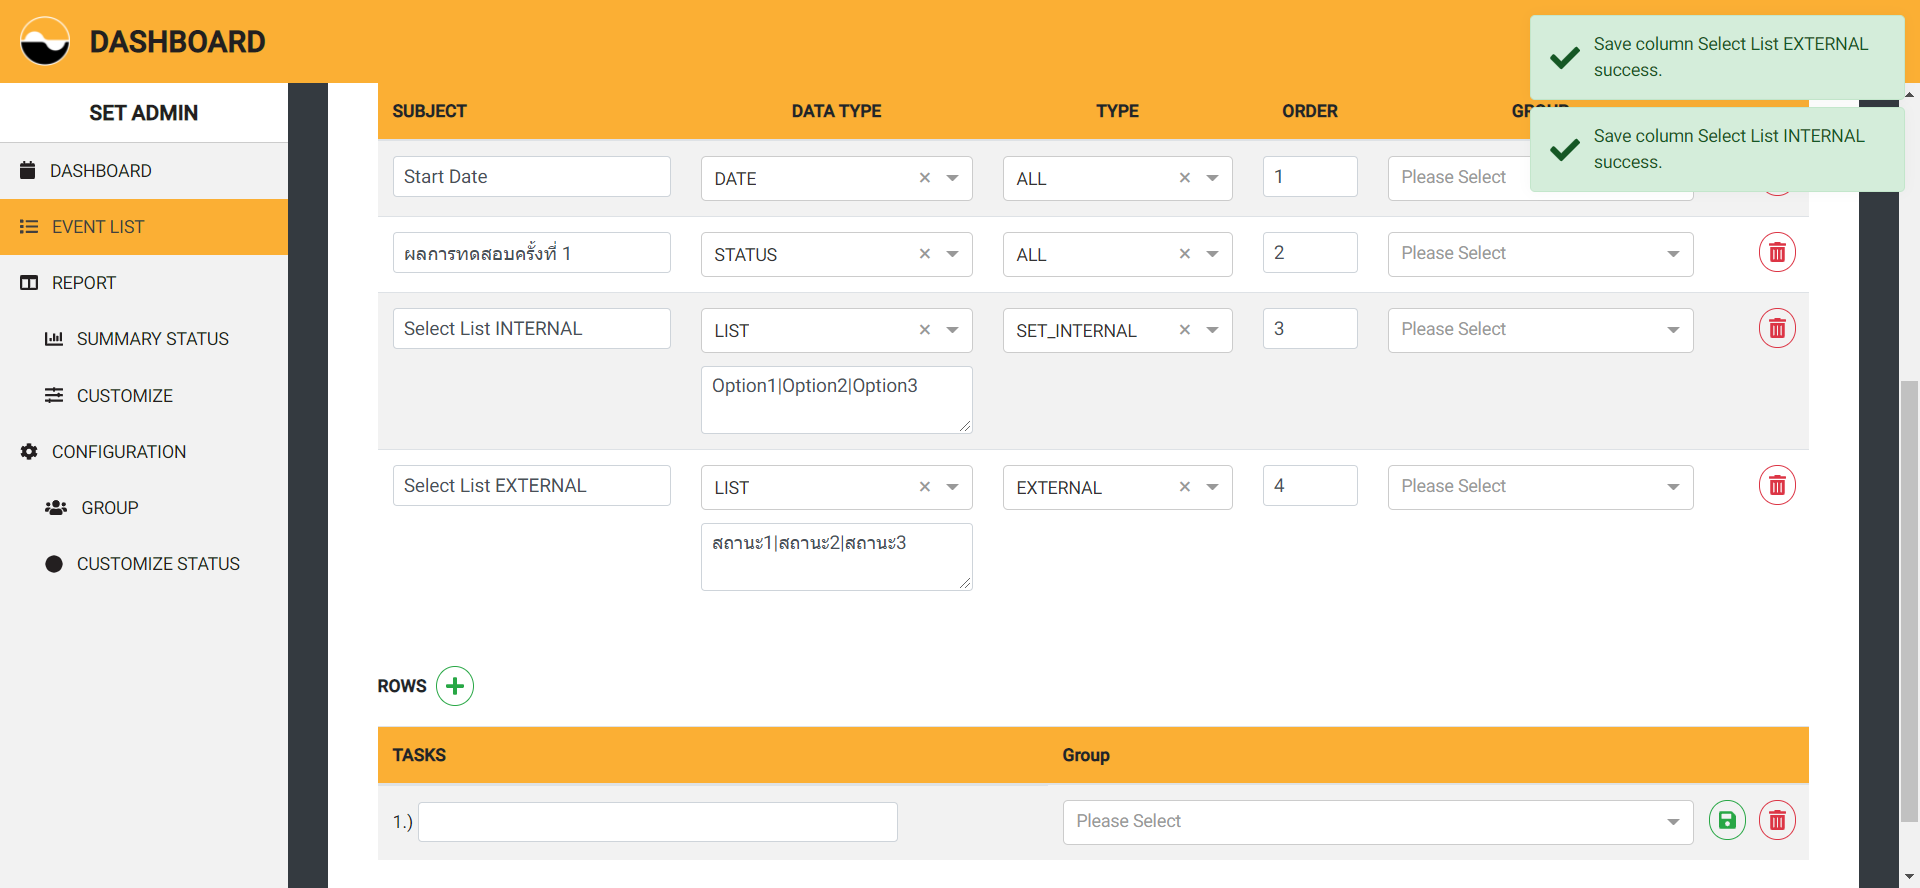 DASHBOARD
Save column Select List EXTERNAL
success.
Save column Select List INTERNAL
success.
SET ADMIN
DASHBOARD
EVENT LIST
REPORT
SUMMARY STATUS
CUSTOMIZE
CONFIGURATION
GROUP
CUSTOMIZE STATUS
SUBJECT DATA TYPE TYPE ORDER
Start Date DATE × ALL × 1 Please Select
ผลการทดสอบครั้งที่ 1 STATUS × ALL × 2 Please Select
Select List INTERNAL LIST × SET_INTERNAL × 3 Please Select
Option1|Option2|Option3
Select List EXTERNAL LIST × EXTERNAL × 4 Please Select
สถานะ1|สถานะ2|สถานะ3
ROWS
TASKS Group
1.) Please Select